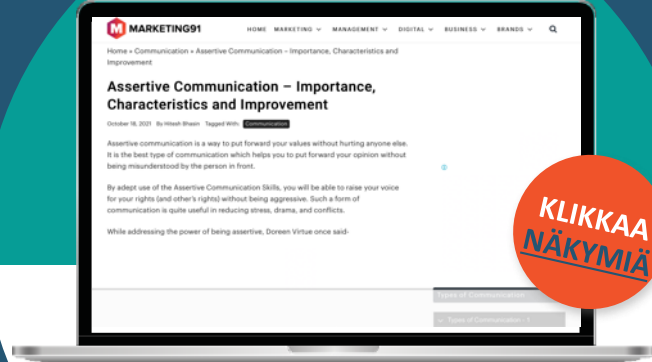 MARKETING91
HOME MARKETING MANAGEMENT DIGITAL BUSINESS BRANDS
Home » Communication » Assertive Communication – Importance, Characteristics and
Improvement
Assertive Communication – Importance,
Characteristics and Improvement
October 18, 2021 By Hitesh Bhasin Tagged With: Communication
Assertive communication is a way to put forward your values without hurting anyone else.
It is the best type of communication which helps you to put forward your opinion without
being misunderstood by the person in front.
By adept use of the Assertive Communication Skills, you will be able to raise your voice
for your rights (and other's rights) without being aggressive. Such a form of
communication is quite useful in reducing stress, drama, and conflicts.
While addressing the power of being assertive, Doreen Virtue once said-
KLIKKAA
NÄKYMIÄ
Types of Communication
Types of Communication - 1